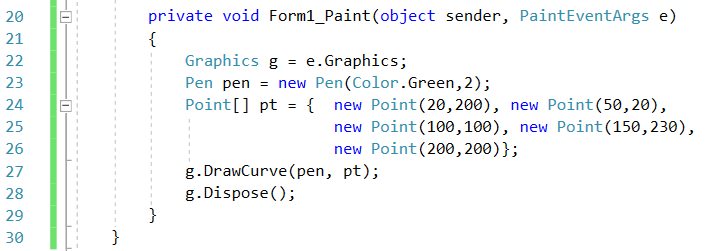 20 private void Form1_Paint(object sender, PaintEventArgs e)
21 {
22 Graphics g = e.Graphics;
23 Pen pen = new Pen(Color.Green,2);
24 Point[] pt = { new Point(20,200), new Point(50,20),
25 new Point(100,100), new Point(150,230),
26 new Point(200,200)};
27 g.DrawCurve(pen, pt);
28 g.Dispose();
29 }
30 }